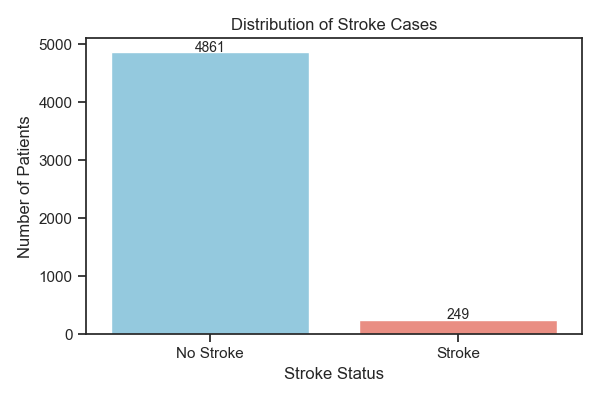 Distribution of Stroke Cases
Number of Patients
5000
4000
3000
2000
1000
0
4861
249
No Stroke
Stroke
Stroke Status